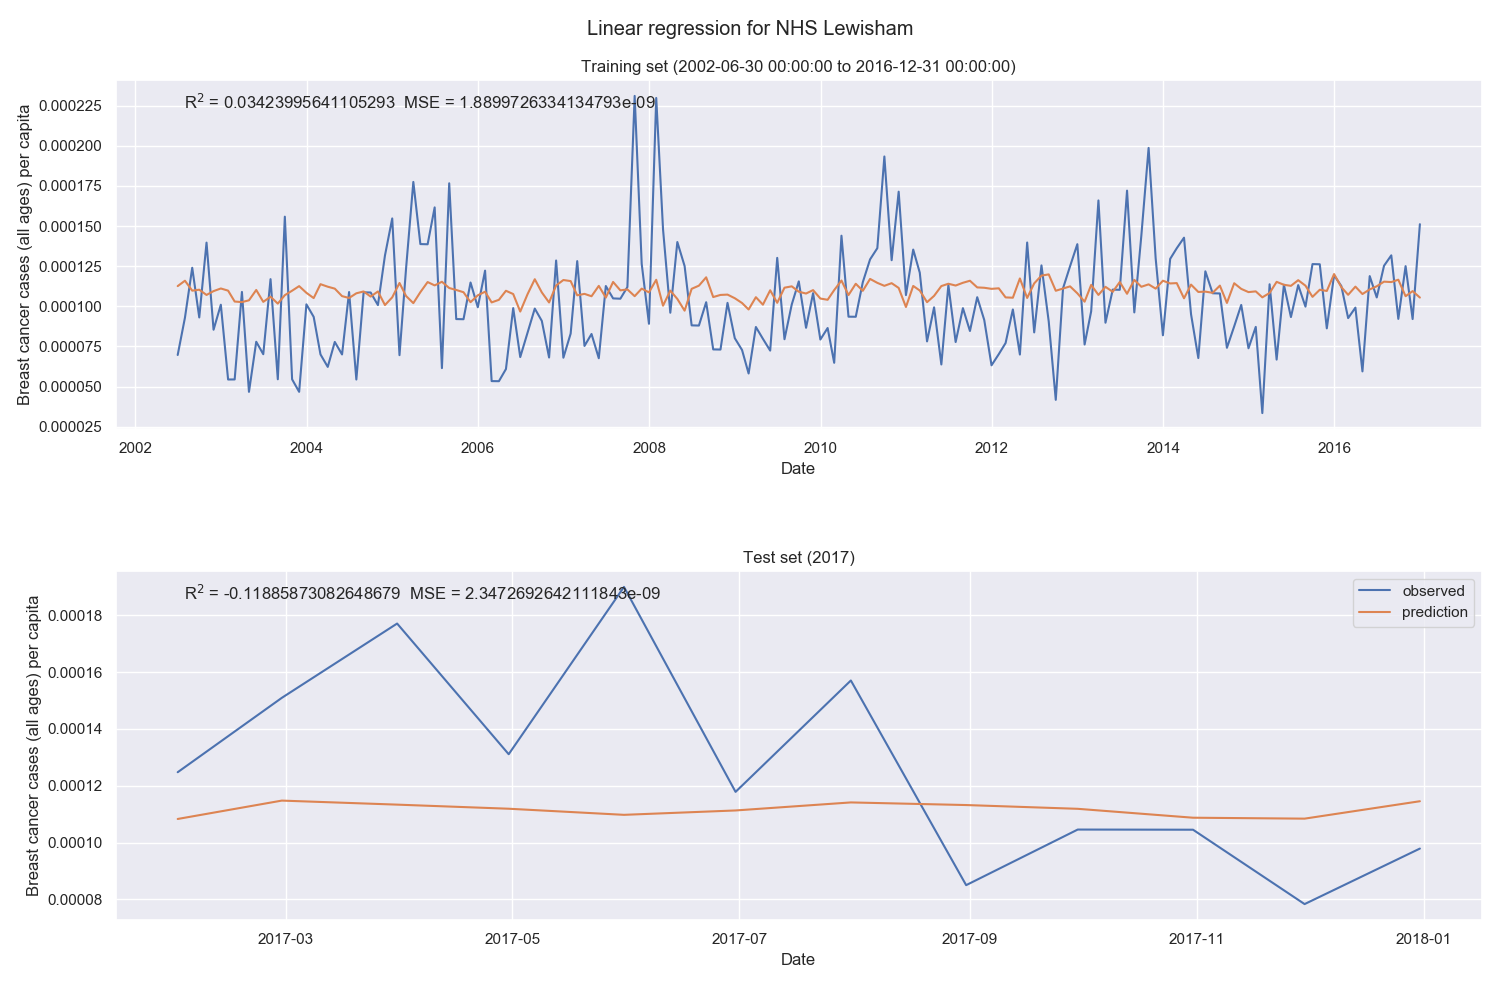 Linear regression for NHS Lewisham
Training set (2002-06-30 00:00:00 to 2016-12-31 00:00:00)
R² = 0.03423995641105293  MSE = 1.8899726334134793e-09
Breast cancer cases (all ages) per capita
0.000225
0.000200
0.000175
0.000150
0.000125
0.000100
0.000075
0.000050
0.000025
2002 2004 2006 2008 2010 2012 2014 2016
Date
Test set (2017)
R² = -0.11885873082648679  MSE = 2.3472692642111843e-09
observed
prediction
Breast cancer cases (all ages) per capita
0.00018
0.00016
0.00014
0.00012
0.00010
0.00008
2017-03 2017-05 2017-07 2017-09 2017-11 2018-01
Date